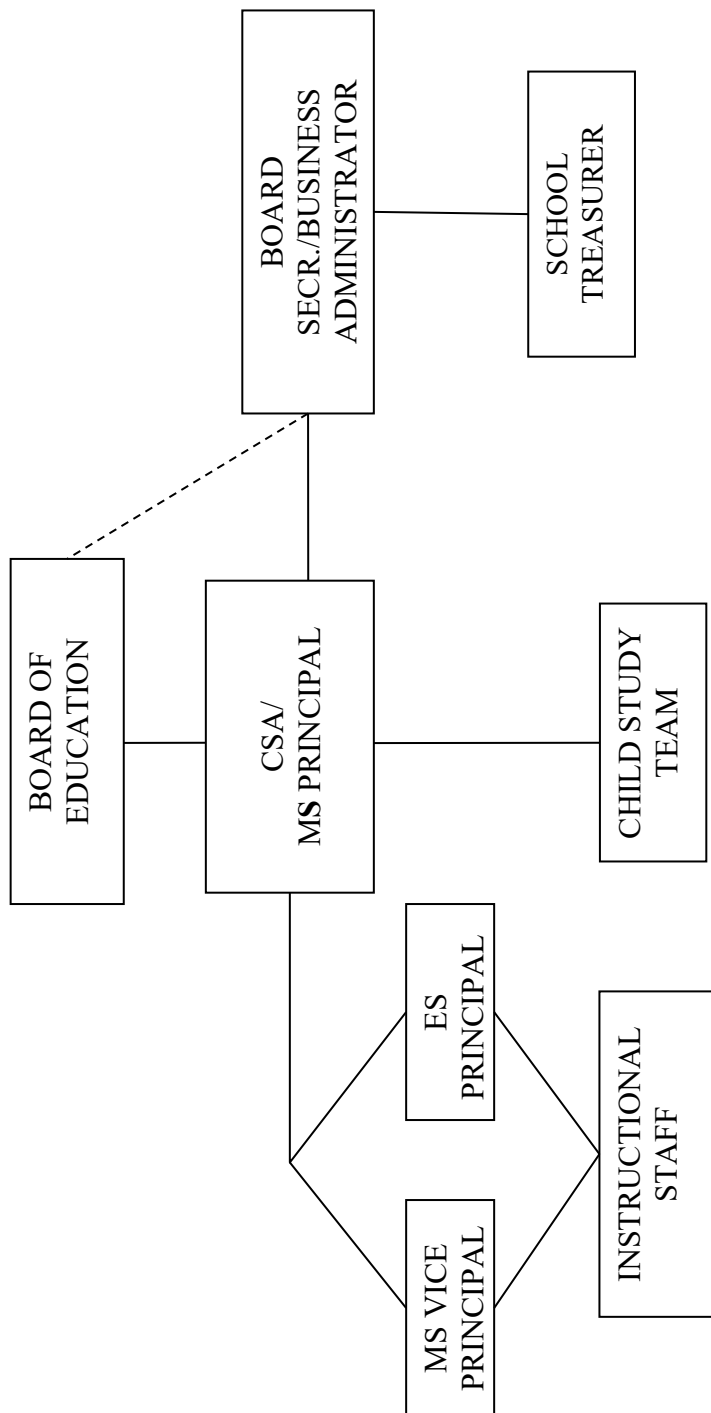 BOARD OF
EDUCATION
CSA/
MS PRINCIPAL
BOARD
SECR./BUSINESS
ADMINISTRATOR
MS VICE
PRINCIPAL
ES
PRINCIPAL
SCHOOL
TREASURER
INSTRUCTIONAL
STAFF
CHILD STUDY
TEAM